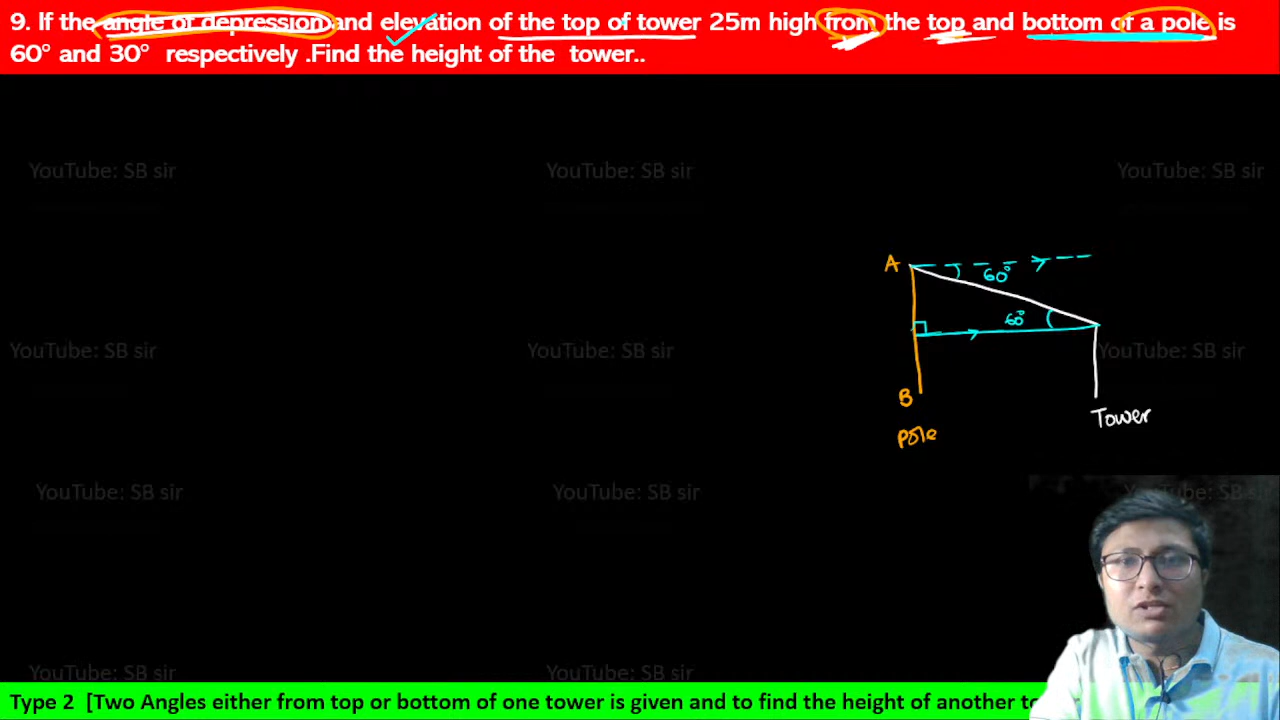 9. If the angle of depression and elevation of the top of tower 25m high from the top and bottom of a pole is
60° and 30° respectively .Find the height of the tower..
YouTube: SB sir YouTube: SB sir YouTube: SB sir
A
60°
60°
YouTube: SB sir YouTube: SB sir YouTube: SB sir
B
Tower
Pole
YouTube: SB sir YouTube: SB sir YouTube: SB sir
YouTube: SB sir YouTube: SB sir
Type 2 [Two Angles either from top or bottom of one tower is given and to find the height of another